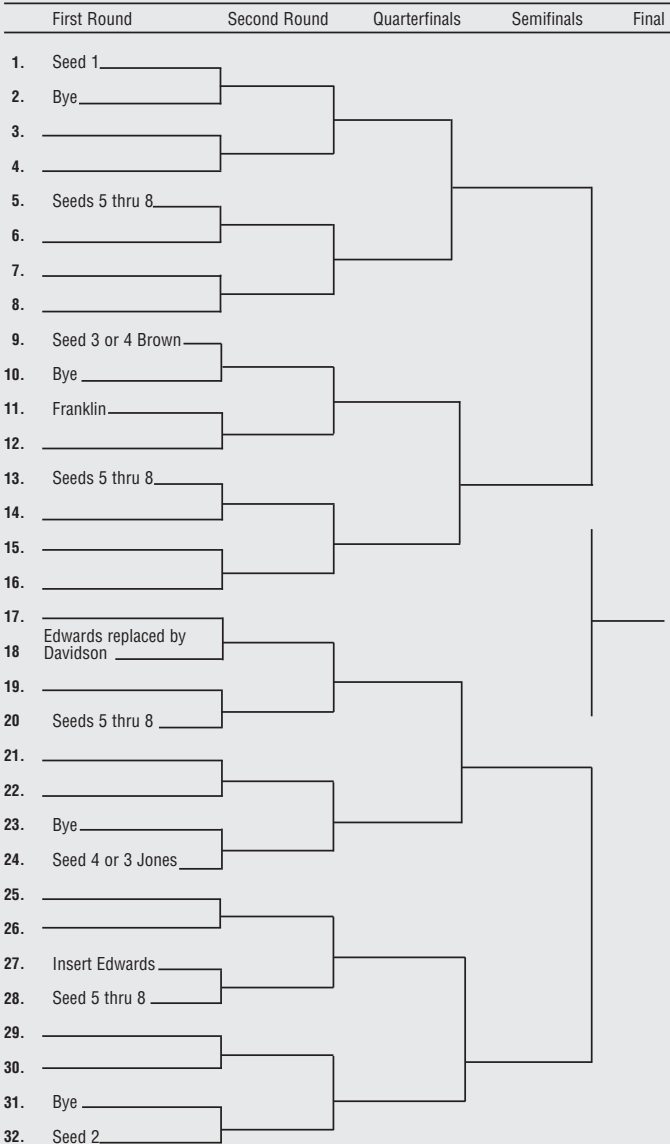 First Round Second Round Quarterfinals Semifinals Final
1. Seed 1
2. Bye
3.
4.
5. Seeds 5 thru 8
6.
7.
8.
9. Seed 3 or 4 Brown
10. Bye
11. Franklin
12.
13. Seeds 5 thru 8
14.
15.
16.
17.
18 Edwards replaced by
Davidson
19.
20 Seeds 5 thru 8
21.
22.
23. Bye
24. Seed 4 or 3 Jones
25.
26.
27. Insert Edwards
28. Seed 5 thru 8
29.
30.
31. Bye
32. Seed 2